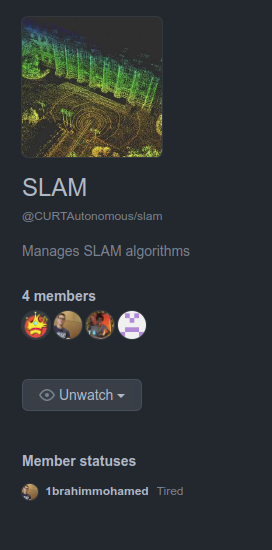 SLAM
@CURTAutonomous/slam
Manages SLAM algorithms
4 members
Unwatch
Member statuses
1brahimmohamed Tired